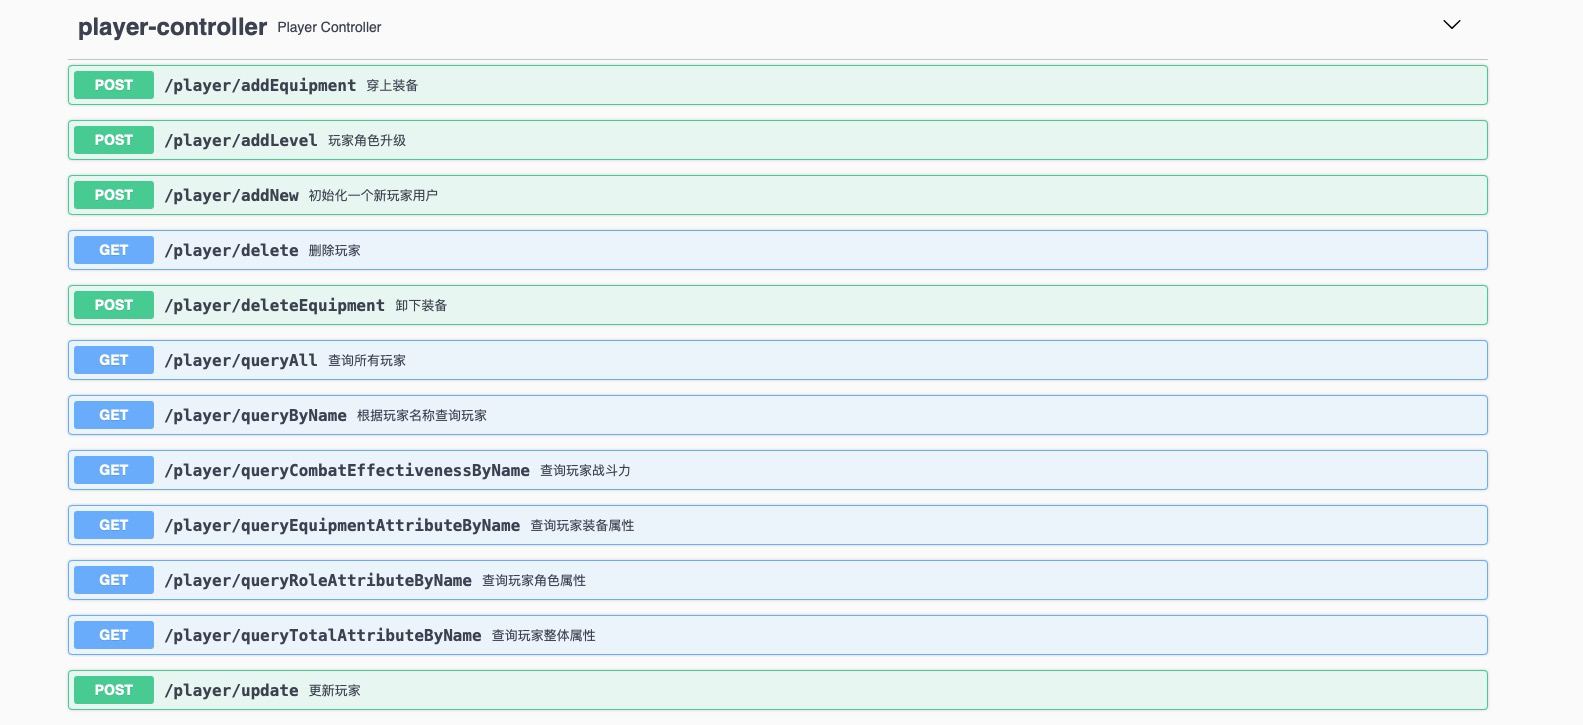 player-controller Player Controller
POST /player/addEquipment 穿上装备
POST /player/addLevel 玩家角色升级
POST /player/addNew 初始化一个新玩家用户
GET /player/delete 删除玩家
POST /player/deleteEquipment 卸下装备
GET /player/queryAll 查询所有玩家
GET /player/queryByName 根据玩家名称查询玩家
GET /player/queryCombatEffectivenessByName 查询玩家战斗力
GET /player/queryEquipmentAttributeByName 查询玩家装备属性
GET /player/queryRoleAttributeByName 查询玩家角色属性
GET /player/queryTotalAttributeByName 查询玩家整体属性
POST /player/update 更新玩家